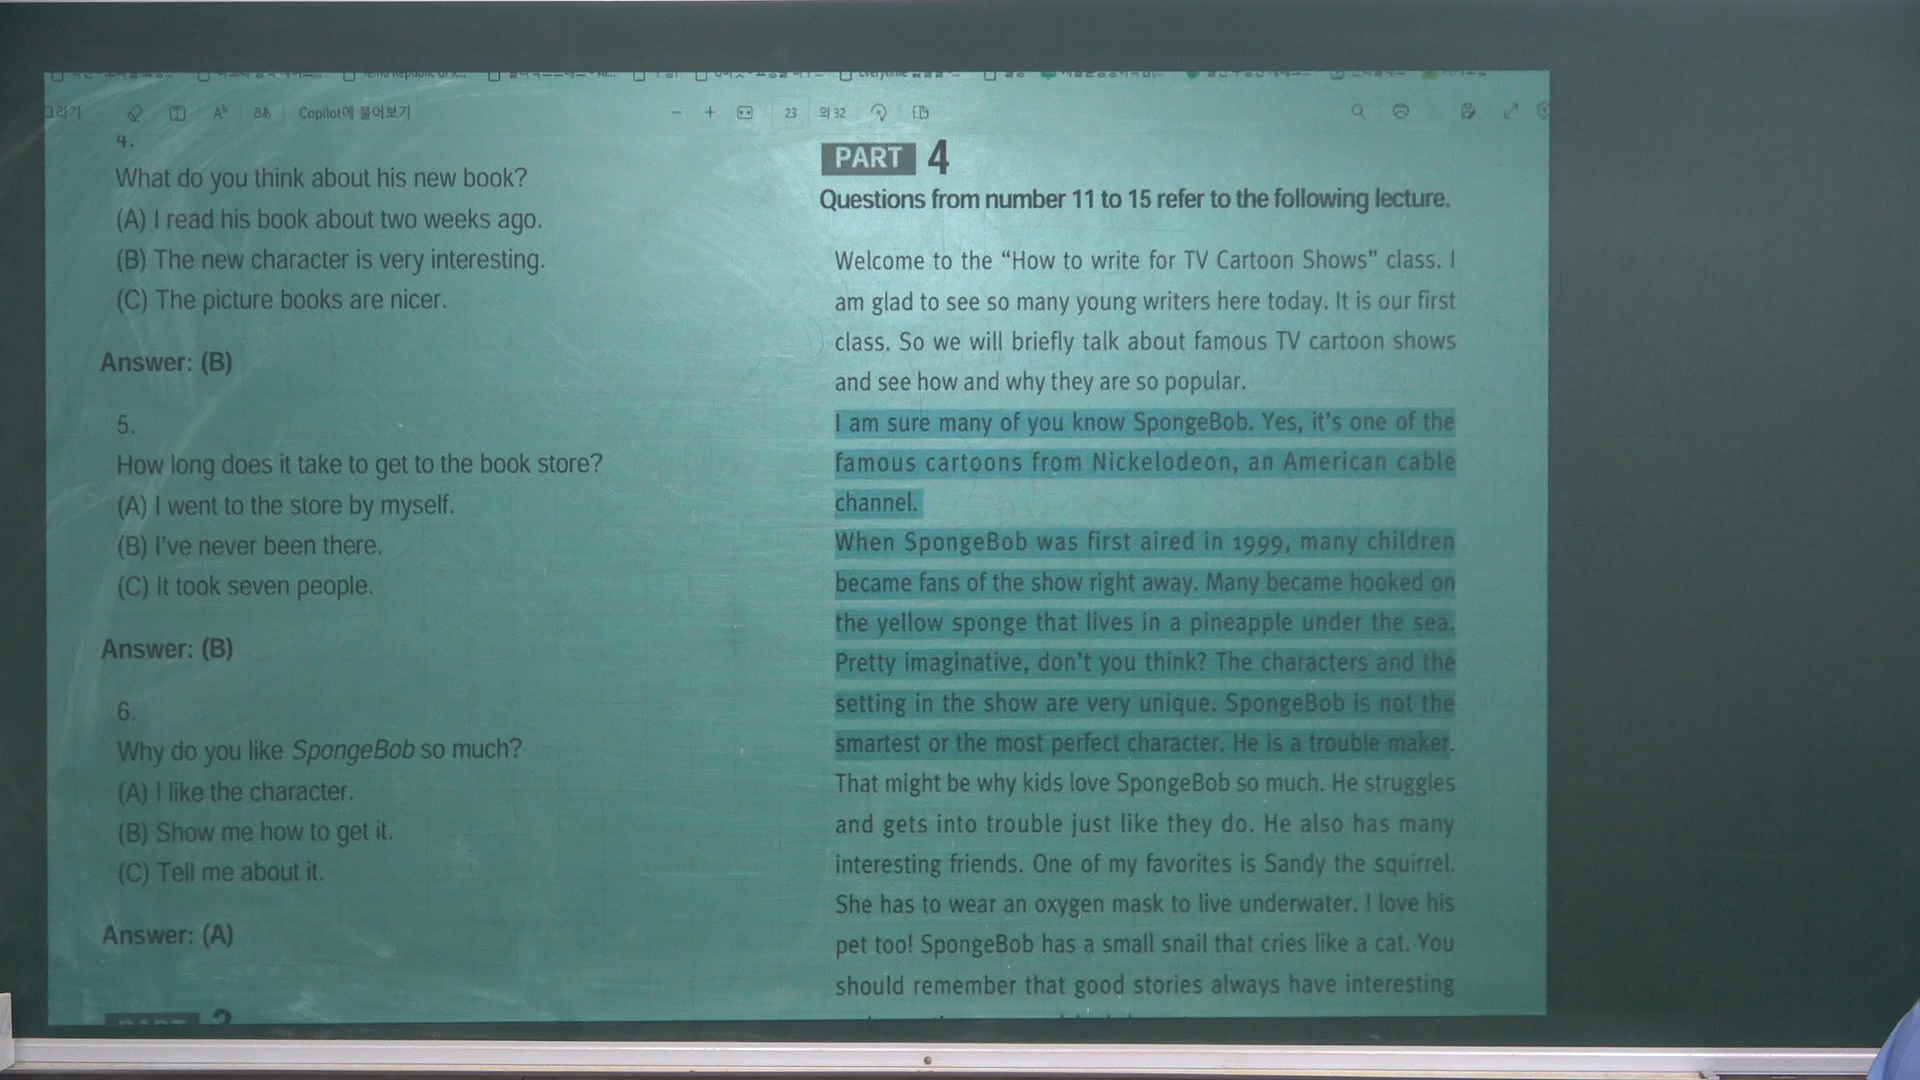 그리기
Copilot에 물어보기
23
의 32
4.
What do you think about his new book?
(A) I read his book about two weeks ago.
(B) The new character is very interesting.
(C) The picture books are nicer.
Answer: (B)
5.
How long does it take to get to the book store?
(A) I went to the store by myself.
(B) I've never been there.
(C) It took seven people.
Answer: (B)
6.
Why do you like SpongeBob so much?
(A) I like the character.
(B) Show me how to get it.
(C) Tell me about it.
Answer: (A)
PART 4
Questions from number 11 to 15 refer to the following lecture.
Welcome to the “How to write for TV Cartoon Shows” class. I
am glad to see so many young writers here today. It is our first
class. So we will briefly talk about famous TV cartoon shows
and see how and why they are so popular.
I am sure many of you know SpongeBob. Yes, it's one of the
famous cartoons from Nickelodeon, an American cable
channel.
When SpongeBob was first aired in 1999, many children
became fans of the show right away. Many became hooked on
the yellow sponge that lives in a pineapple under the sea.
Pretty imaginative, don't you think? The characters and the
setting in the show are very unique. SpongeBob is not the
smartest or the most perfect character. He is a trouble maker.
That might be why kids love SpongeBob so much. He struggles
and gets into trouble just like they do. He also has many
interesting friends. One of my favorites is Sandy the squirrel.
She has to wear an oxygen mask to live underwater. I love his
pet too! SpongeBob has a small snail that cries like a cat. You
should remember that good stories always have interesting